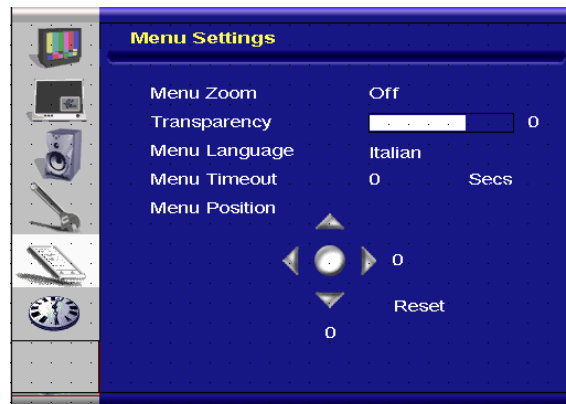 Menu Settings
Menu Zoom Off
Transparency 0
Menu Language Italian
Menu Timeout 0 Secs
Menu Position
0
Reset
0